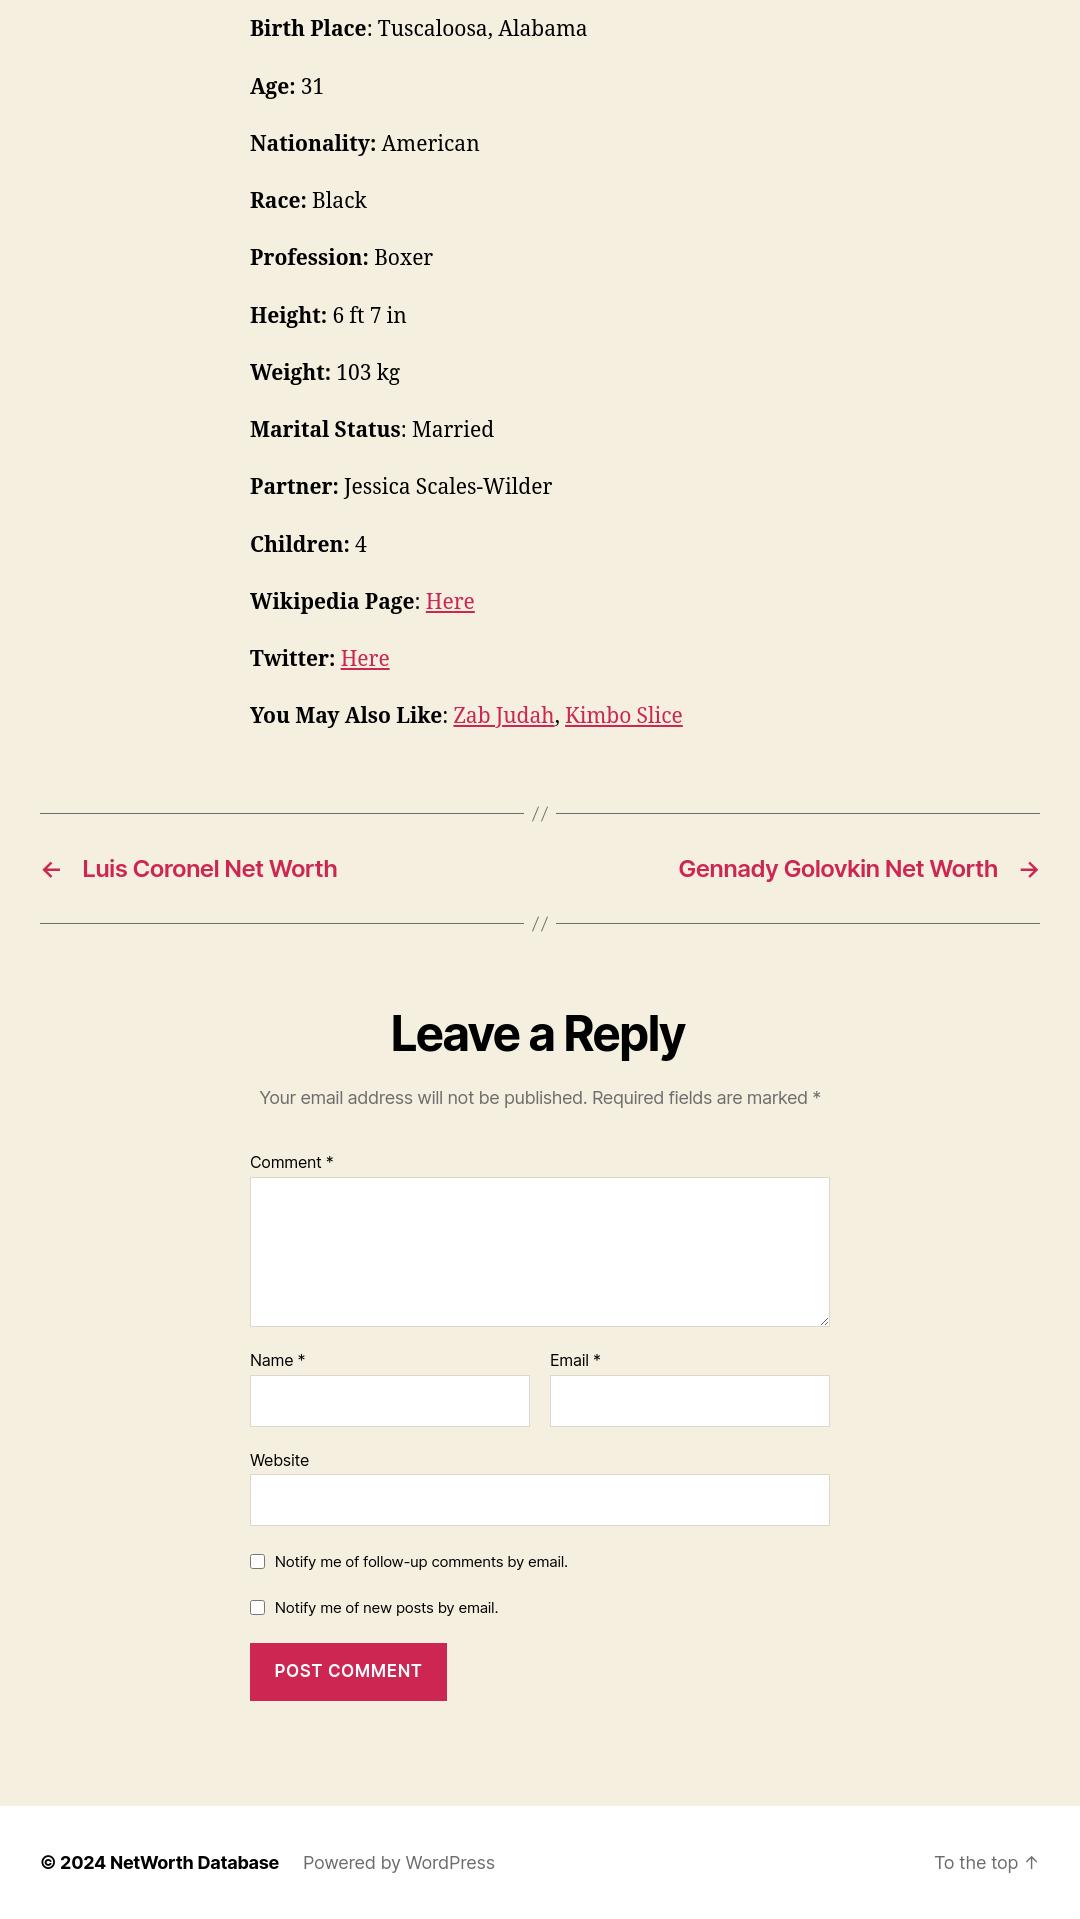 Birth Place: Tuscaloosa, Alabama
Age: 31
Nationality: American
Race: Black
Profession: Boxer
Height: 6 ft 7 in
Weight: 103 kg
Marital Status: Married
Partner: Jessica Scales-Wilder
Children: 4
Wikipedia Page: Here
Twitter: Here
You May Also Like: Zab Judah, Kimbo Slice
//
← Luis Coronel Net Worth
Gennady Golovkin Net Worth →
//
Leave a Reply
Your email address will not be published. Required fields are marked *
Comment *
Name *
Email *
Website
Notify me of follow-up comments by email.
Notify me of new posts by email.
POST COMMENT
© 2024 NetWorth Database
Powered by WordPress
To the top ↑